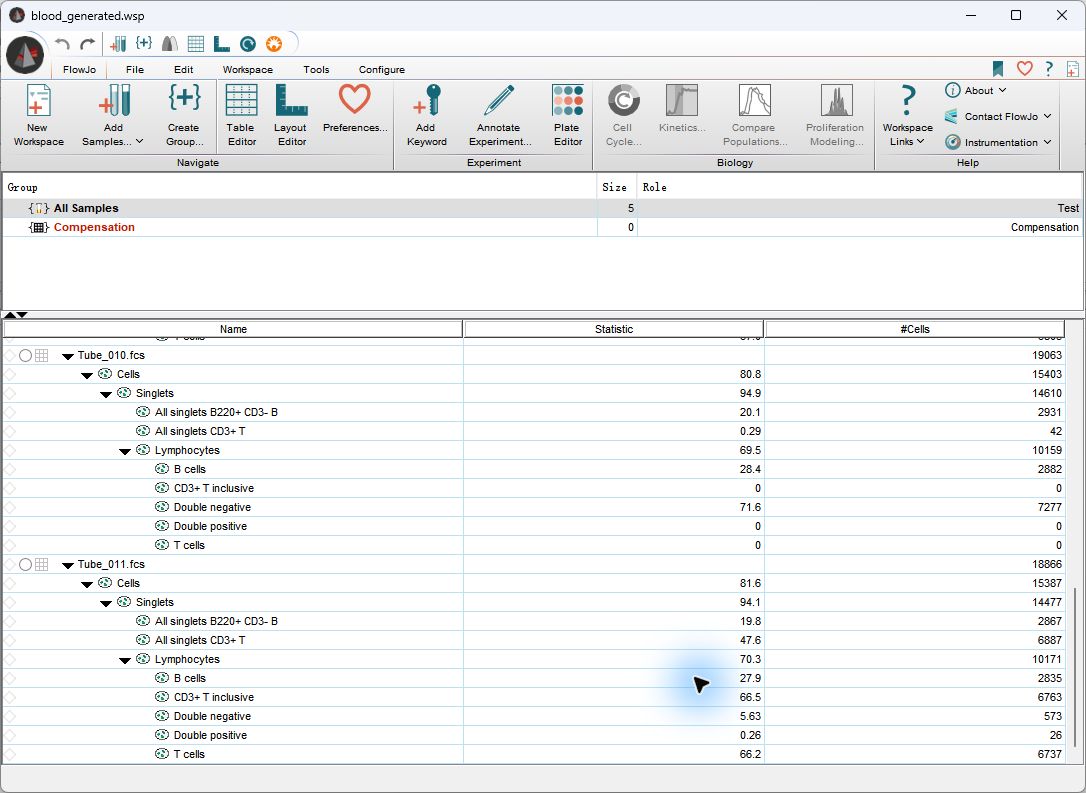 blood_generated.wsp
FlowJo File Edit Workspace Tools Configure
New Workspace
Add Samples...
Create Group...
Table Editor
Layout Editor
Preferences...
Add Keyword
Annotate Experiment...
Plate Editor
Cell Cycle...
Kinetics...
Compare Populations...
Proliferation Modeling...
Workspace Links
About
Contact FlowJo
Instrumentation
Navigate Experiment Biology Help
Group Size Role
All Samples 5 Test
Compensation 0 Compensation
Name Statistic #Cells
Tube_010.fcs 19063
Cells 80.8 15403
Singlets 94.9 14610
All singlets B220+ CD3- B 20.1 2931
All singlets CD3+ T 0.29 42
Lymphocytes 69.5 10159
B cells 28.4 2882
CD3+ T inclusive 0 0
Double negative 71.6 7277
Double positive 0 0
T cells 0 0
Tube_011.fcs 18866
Cells 81.6 15387
Singlets 94.1 14477
All singlets B220+ CD3- B 19.8 2867
All singlets CD3+ T 47.6 6887
Lymphocytes 70.3 10171
B cells 27.9 2835
CD3+ T inclusive 66.5 6763
Double negative 5.63 573
Double positive 0.26 26
T cells 66.2 6737